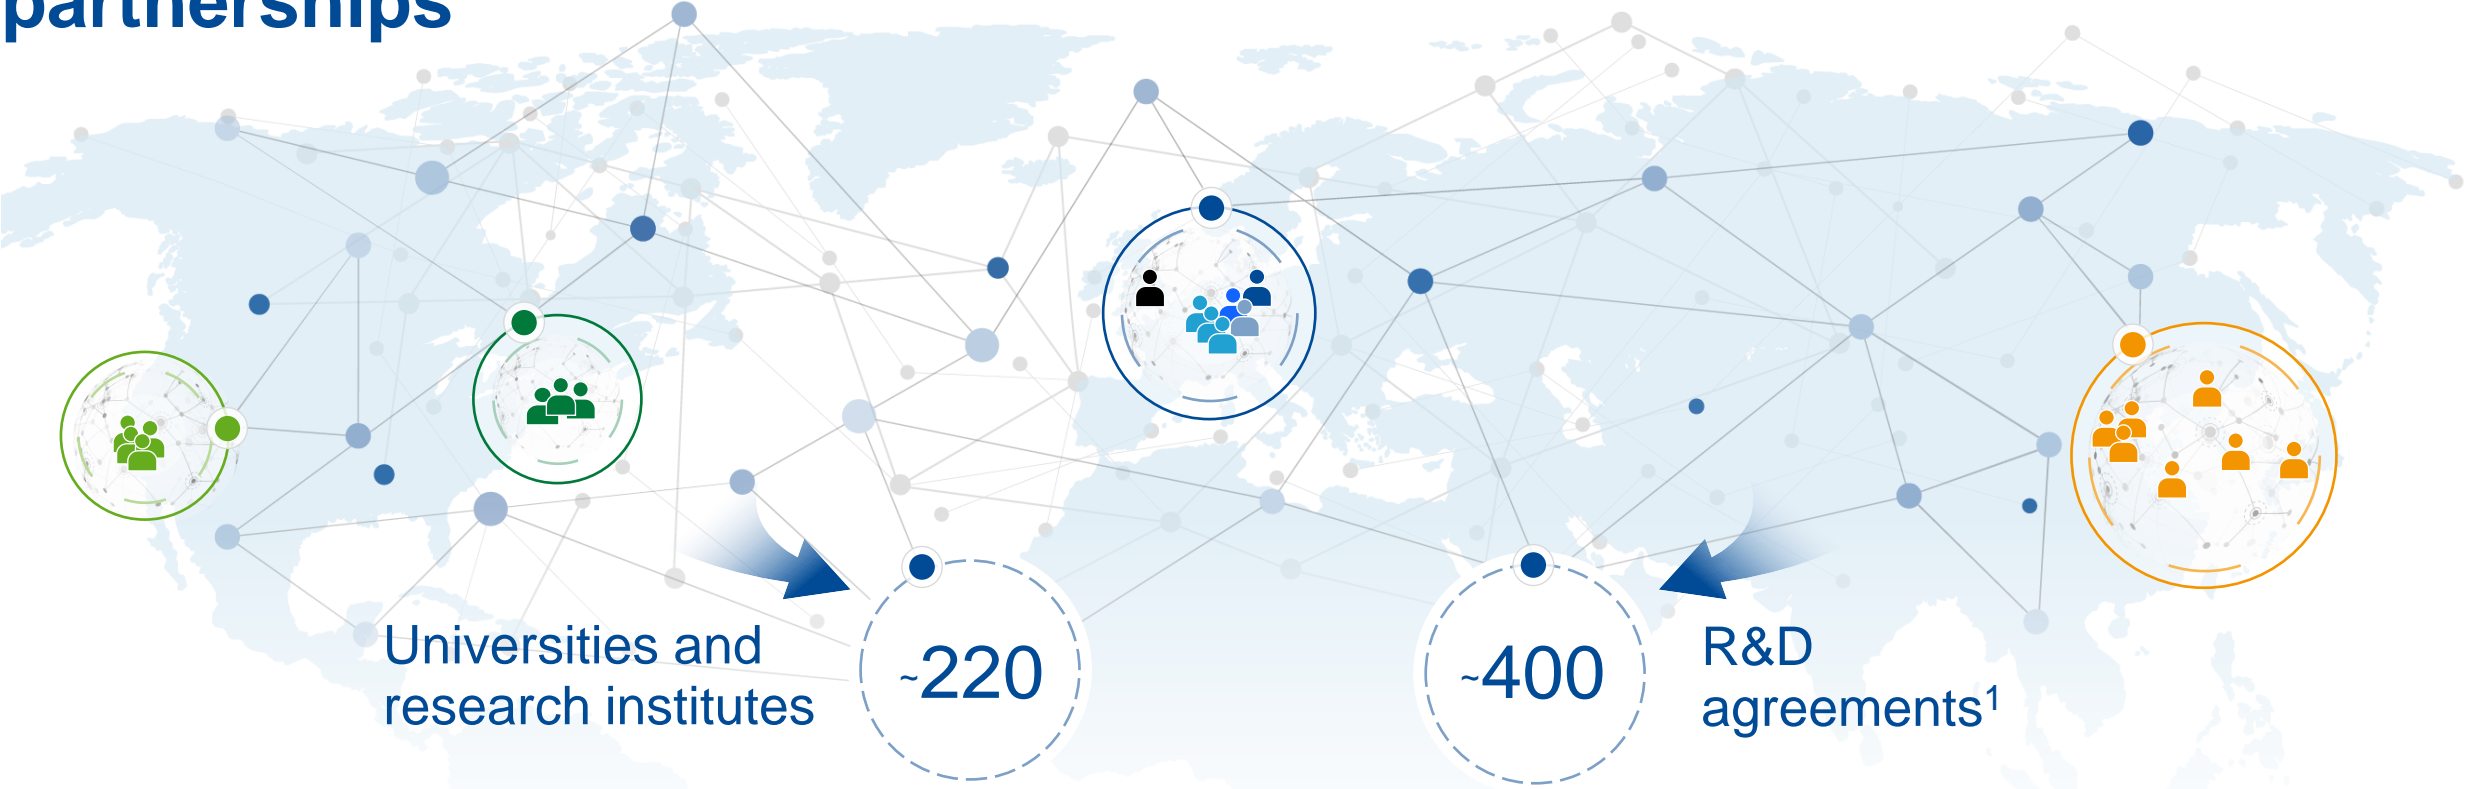 partnerships
Universities and
research institutes
~220
~400
R&D
agreements¹